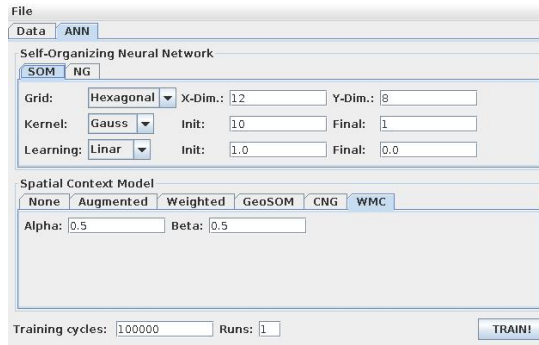 File
Data ANN
Self-Organizing Neural Network
SOM NG
Grid: Hexagonal X-Dim.: 12 Y-Dim.: 8
Kernel: Gauss Init: 10 Final: 1
Learning: Linar Init: 1.0 Final: 0.0
Spatial Context Model
None Augmented Weighted GeoSOM CNG WMC
Alpha: 0.5 Beta: 0.5
Training cycles: 100000 Runs: 1 TRAIN!